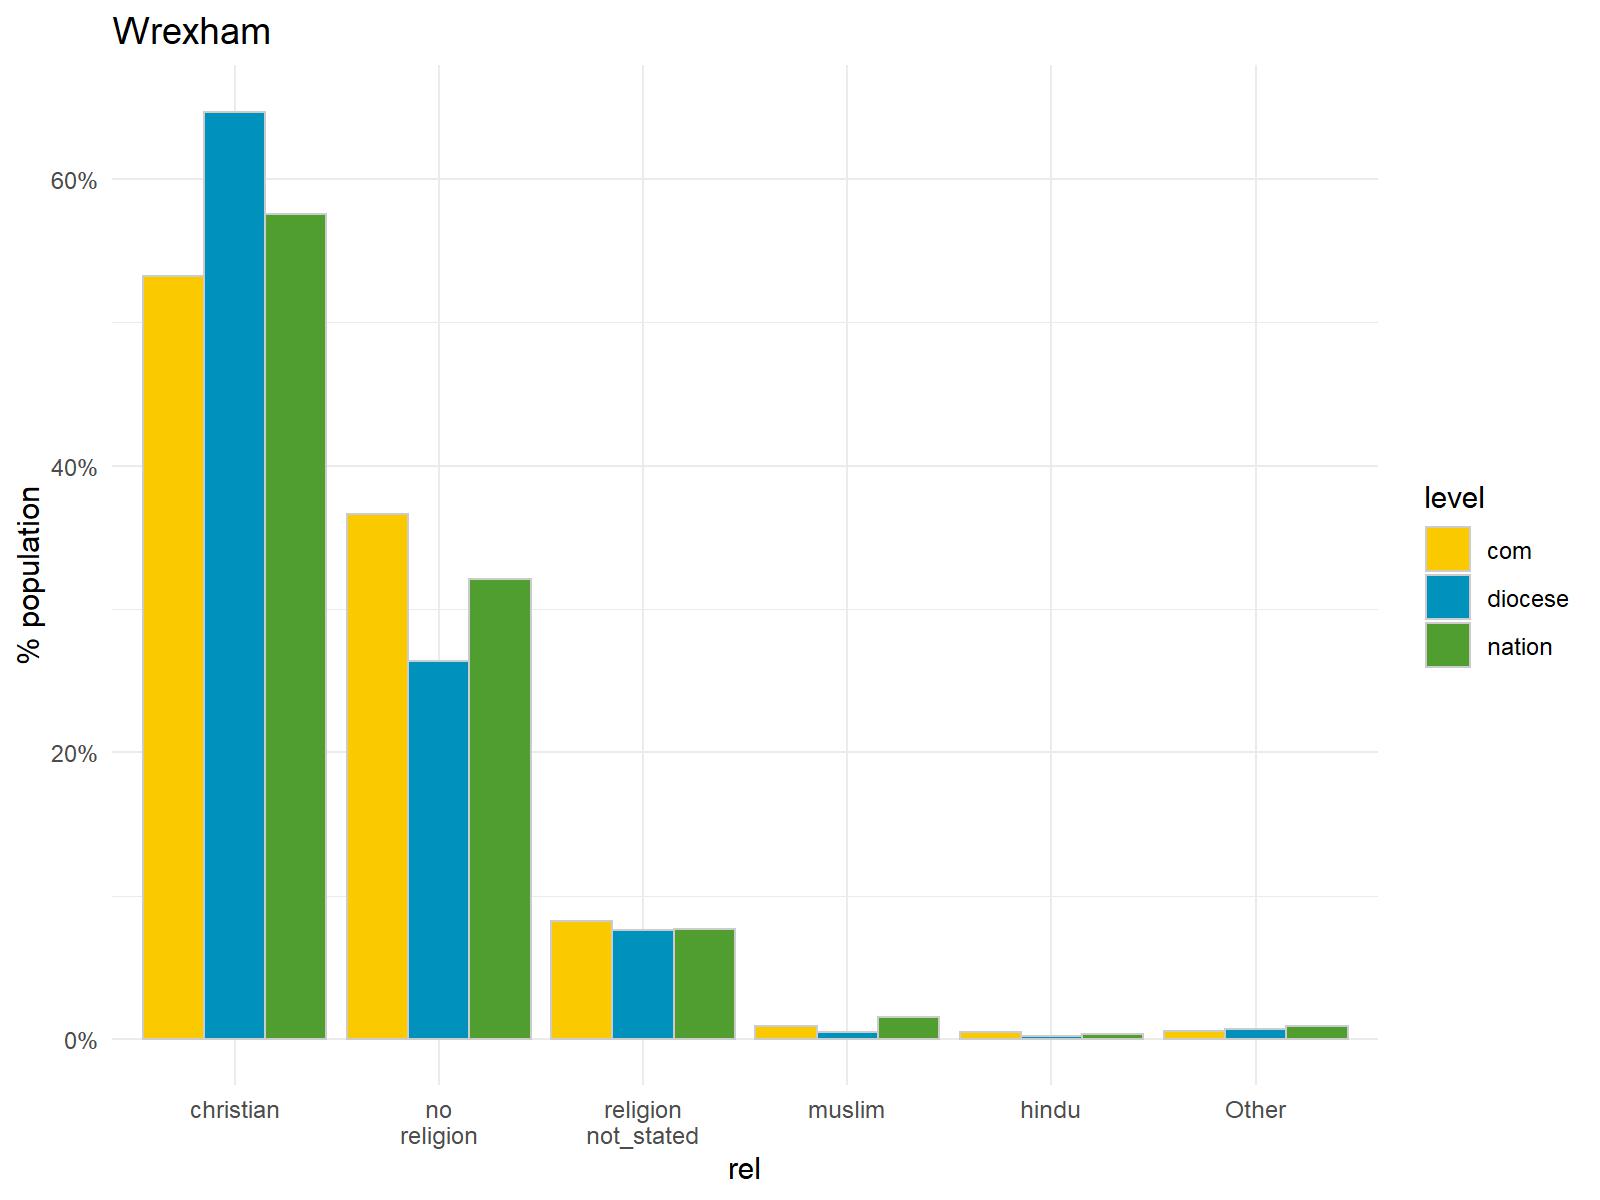 Wrexham
60%
40%
20%
0%
% population
christian
no
religion
religion
not_stated
muslim
hindu
Other
rel
level
com
diocese
nation